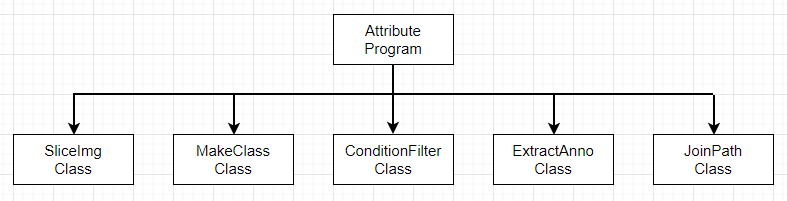 Attribute
Program
SliceImg
Class
MakeClass
Class
ConditionFilter
Class
ExtractAnno
Class
JoinPath
Class